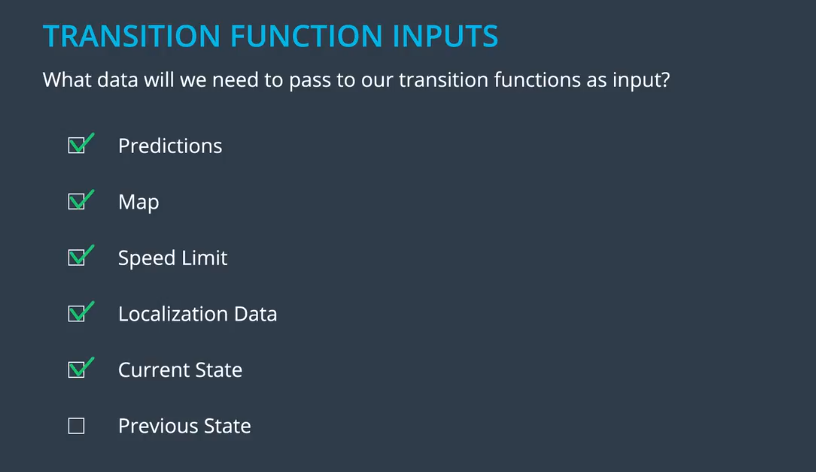 TRANSITION FUNCTION INPUTS
What data will we need to pass to our transition functions as input?
Predictions
Map
Speed Limit
Localization Data
Current State
Previous State